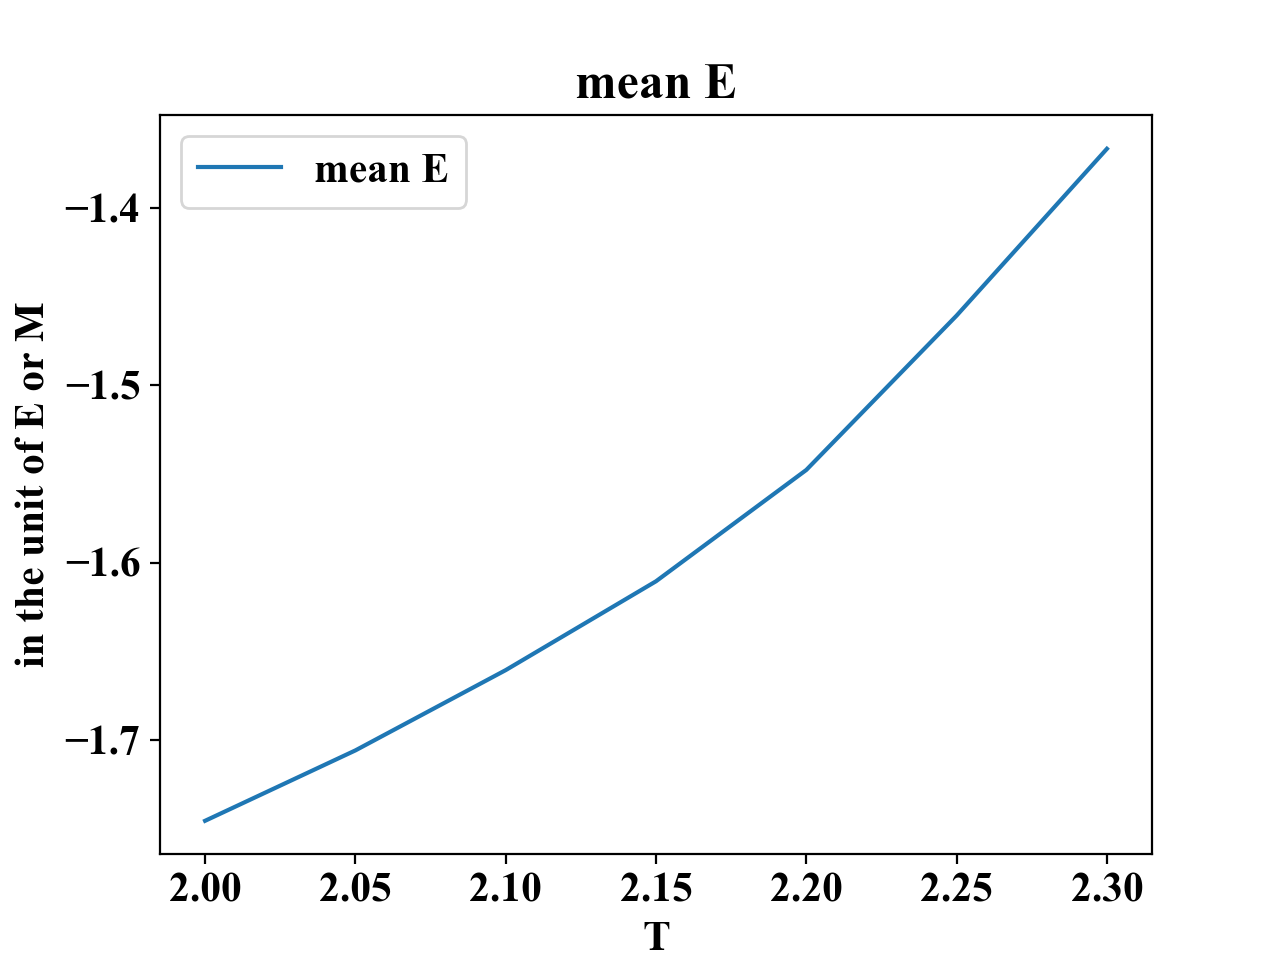 mean E
mean E
in the unit of E or M
−1.4
−1.5
−1.6
−1.7
2.00 2.05 2.10 2.15 2.20 2.25 2.30
T